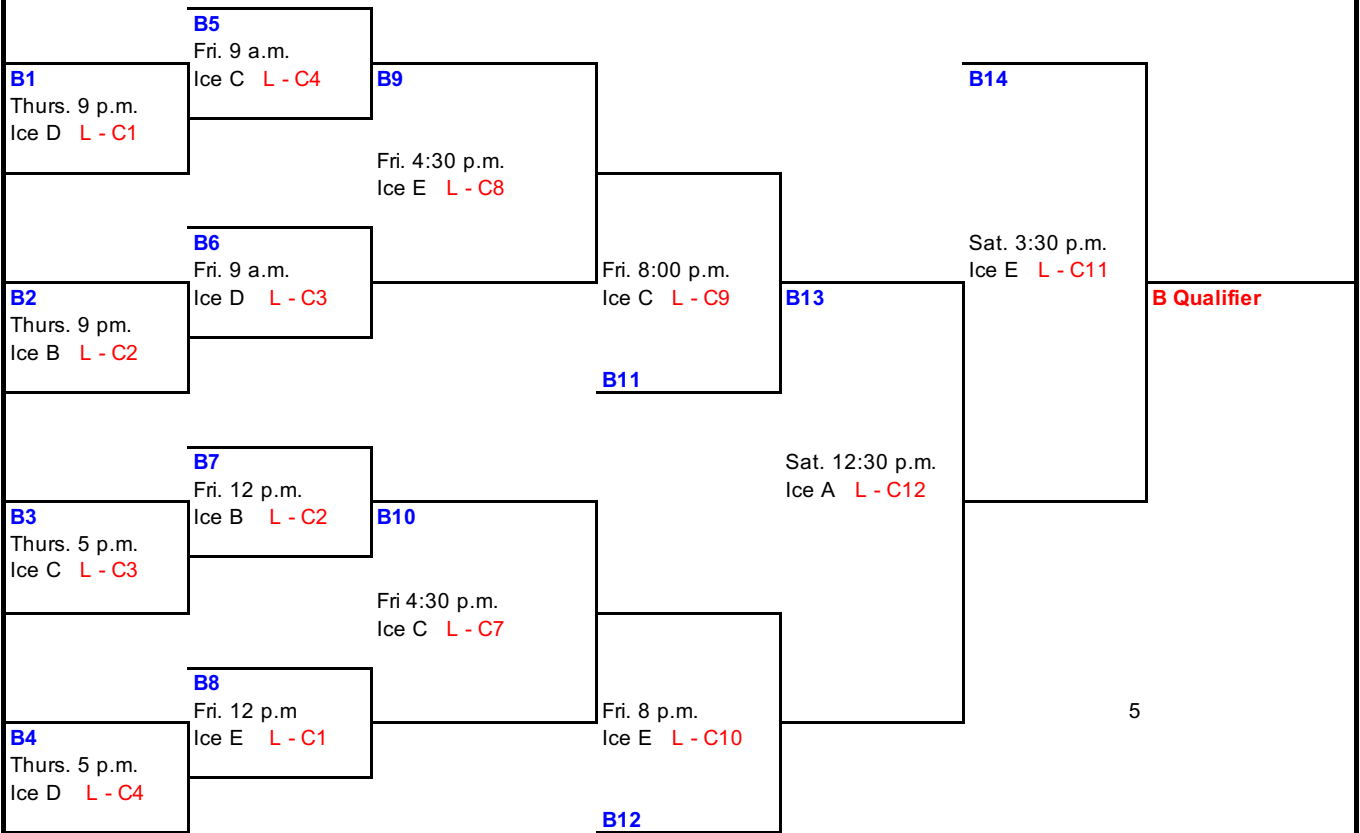 B5
Fri. 9 a.m.
Ice C L - C4
B1
Thurs. 9 p.m.
Ice D L - C1
B9
Fri. 4:30 p.m.
Ice E L - C8
B14
Sat. 3:30 p.m.
Ice E L - C11
B6
Fri. 9 a.m.
Ice D L - C3
B2
Thurs. 9 pm.
Ice B L - C2
Fri. 8:00 p.m.
Ice C L - C9
B11
B13
Sat. 12:30 p.m.
Ice A L - C12
B Qualifier
B7
Fri. 12 p.m.
Ice B L - C2
B3
Thurs. 5 p.m.
Ice C L - C3
B10
Fri 4:30 p.m.
Ice C L - C7
B8
Fri. 12 p.m
Ice E L - C1
B4
Thurs. 5 p.m.
Ice D L - C4
Fri. 8 p.m.
Ice E L - C10
B12
5